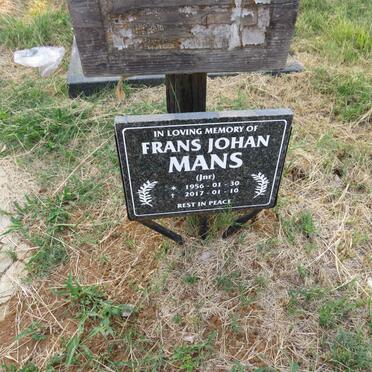 IN LOVING MEMORY OF
FRANS JOHAN
MANS
(Jnr)
* 1956 - 01 - 30
† 2017 - 01 - 10
REST IN PEACE